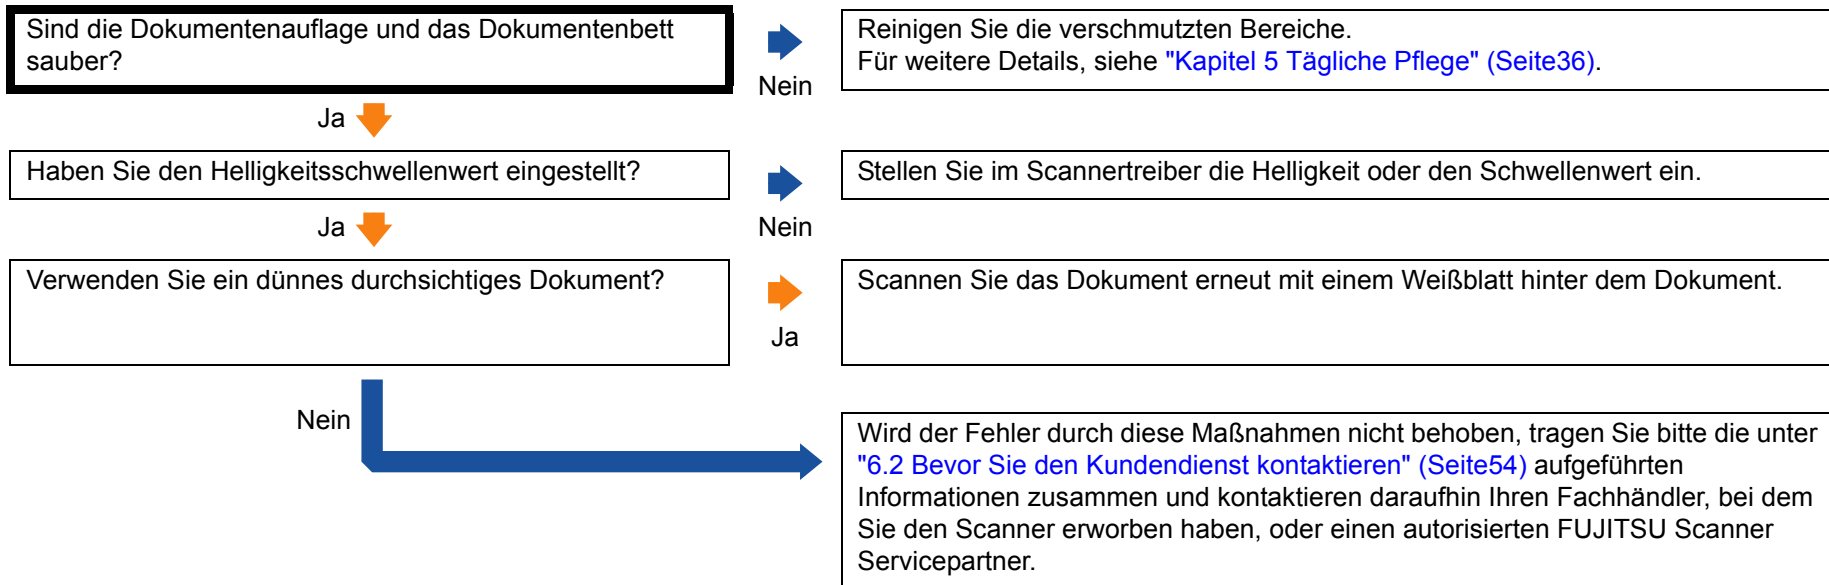 Sind die Dokumentenauflage und das Dokumentenbett
sauber?
Nein
Reinigen Sie die verschmutzten Bereiche.
Für weitere Details, siehe "Kapitel 5 Tägliche Pflege" (Seite36).
Ja
Haben Sie den Helligkeitsschwellenwert eingestellt?
Nein
Stellen Sie im Scannertreiber die Helligkeit oder den Schwellenwert ein.
Ja
Verwenden Sie ein dünnes durchsichtiges Dokument?
Ja
Scannen Sie das Dokument erneut mit einem Weißblatt hinter dem Dokument.
Nein
Wird der Fehler durch diese Maßnahmen nicht behoben, tragen Sie bitte die unter
"6.2 Bevor Sie den Kundendienst kontaktieren" (Seite54) aufgeführten
Informationen zusammen und kontaktieren daraufhin Ihren Fachhändler, bei dem
Sie den Scanner erworben haben, oder einen autorisierten FUJITSU Scanner
Servicepartner.